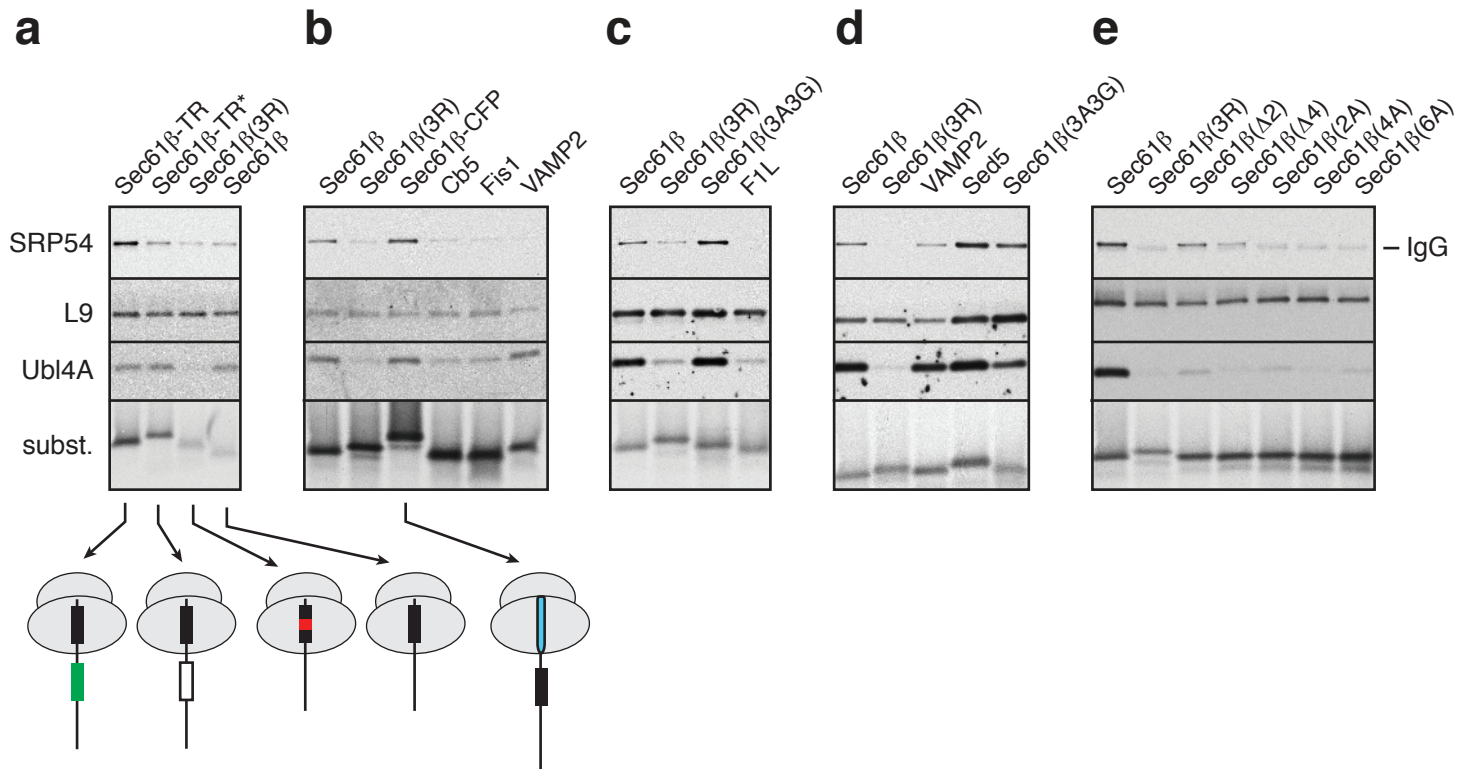 a
b
c
d
e
Sec61β-TR
Sec61β-TR*
Sec61β(3R)
Sec61β
Sec61β
Sec61β(3R)
Sec61β-CFP
Cb5
Fis1
VAMP2
Sec61β
Sec61β(3R)
Sec61β(3A3G)
F1L
Sec61β
Sec61β(3R)
VAMP2
Sed5
Sec61β(3A3G)
Sec61β
Sec61β(3R)
Sec61β(Δ2)
Sec61β(Δ4)
Sec61β(2A)
Sec61β(4A)
Sec61β(6A)
SRP54
– IgG
L9
Ubl4A
subst.